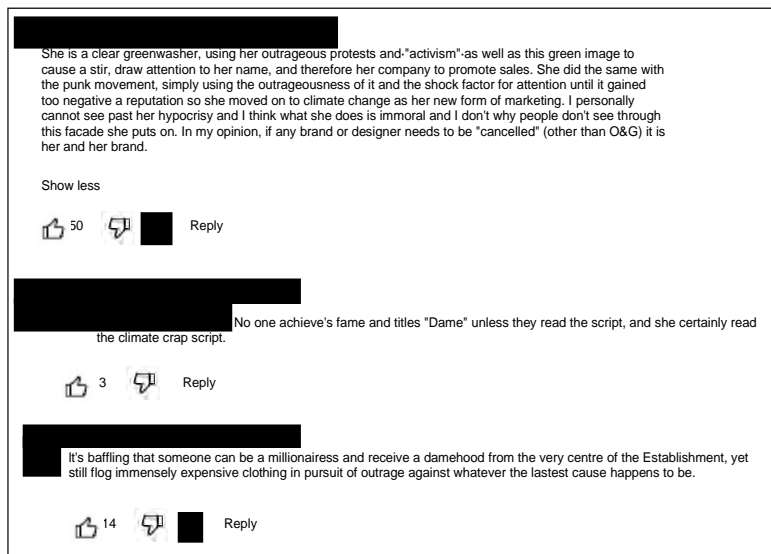 She is a clear greenwasher, using her outrageous protests and·"activism"·as well as this green image to
cause a stir, draw attention to her name, and therefore her company to promote sales. She did the same with
the punk movement, simply using the outrageousness of it and the shock factor for attention until it gained
too negative a reputation so she moved on to climate change as her new form of marketing. I personally
cannot see past her hypocrisy and I think what she does is immoral and I don't why people don't see through
this facade she puts on. In my opinion, if any brand or designer needs to be "cancelled" (other than O&G) it is
her and her brand.
Show less
50 Reply
No one achieve's fame and titles "Dame" unless they read the script, and she certainly read
the climate crap script.
3 Reply
It's baffling that someone can be a millionairess and receive a damehood from the very centre of the Establishment, yet
still flog immensely expensive clothing in pursuit of outrage against whatever the lastest cause happens to be.
14 Reply